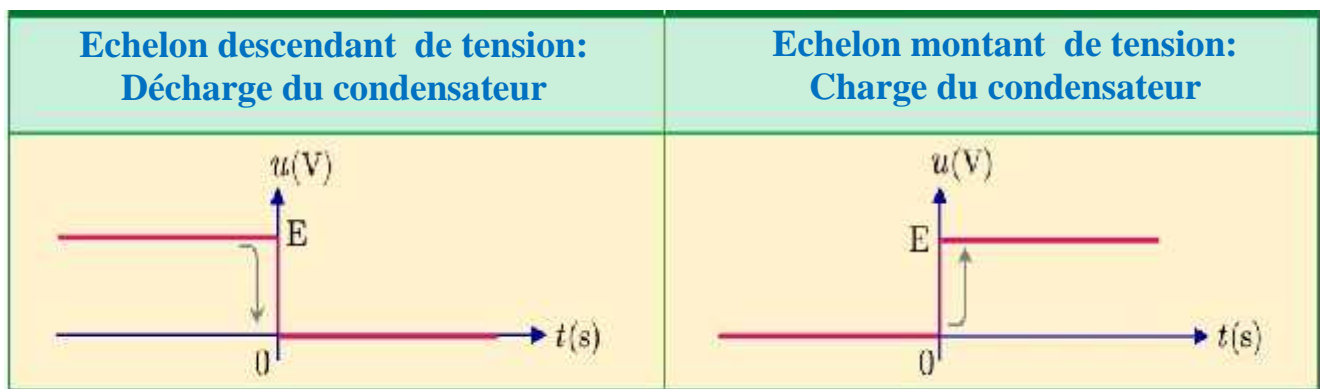 Echelon descendant de tension:
Décharge du condensateur
Echelon montant de tension:
Charge du condensateur
u(V)
E
t(s)
0
u(V)
E
t(s)
0